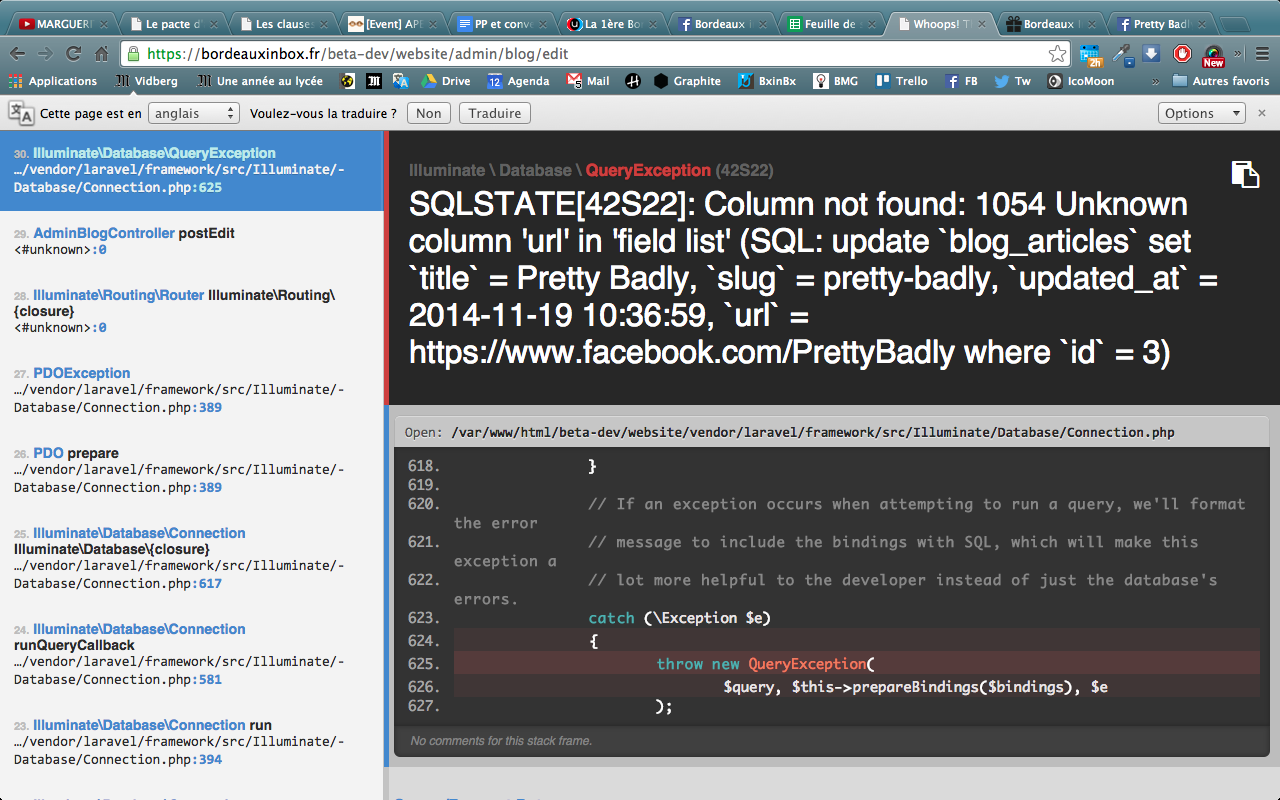 MARGUER
Le pacte d'
Les clause
[Event] API
PP et conv
La 1ère Bo
Bordeaux
Feuille de
Whoops! T
Bordeaux
Pretty Badl
https://bordeauxinbox.fr/beta-dev/website/admin/blog/edit
2h
New
»
Applications
Vidberg
Une année au lycée
Drive
12 Agenda
Mail
Graphite
BxinBx
BMG
Trello
FB
Tw
IcoMoon
»
Autres favoris
Cette page est en
anglais
Voulez-vous la traduire ?
Non
Traduire
Options
30. Illuminate\Database\QueryException
…/vendor/laravel/framework/src/Illuminate/-
Database/Connection.php:625
29. AdminBlogController postEdit
<#unknown>:0
28. Illuminate\Routing\Router Illuminate\Routing\
{closure}
<#unknown>:0
27. PDOException
…/vendor/laravel/framework/src/Illuminate/-
Database/Connection.php:389
26. PDO prepare
…/vendor/laravel/framework/src/Illuminate/-
Database/Connection.php:389
25. Illuminate\Database\Connection
Illuminate\Database\{closure}
…/vendor/laravel/framework/src/Illuminate/-
Database/Connection.php:617
24. Illuminate\Database\Connection
runQueryCallback
…/vendor/laravel/framework/src/Illuminate/-
Database/Connection.php:581
23. Illuminate\Database\Connection run
…/vendor/laravel/framework/src/Illuminate/-
Database/Connection.php:394
Illuminate \ Database \ QueryException (42S22)
SQLSTATE[42S22]: Column not found: 1054 Unknown
column 'url' in 'field list' (SQL: update `blog_articles` set
`title` = Pretty Badly, `slug` = pretty-badly, `updated_at` =
2014-11-19 10:36:59, `url` =
https://www.facebook.com/PrettyBadly where `id` = 3)
Open: /var/www/html/beta-dev/website/vendor/laravel/framework/src/Illuminate/Database/Connection.php
618. }
619.
620. // If an exception occurs when attempting to run a query, we'll format
the error
621. // message to include the bindings with SQL, which will make this
exception a
622. // lot more helpful to the developer instead of just the database's
errors.
623. catch (\Exception $e)
624. {
625. throw new QueryException(
626. $query, $this->prepareBindings($bindings), $e
627. );
No comments for this stack frame.